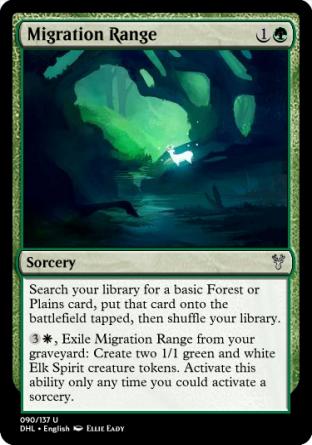 Migration Range 1
Sorcery
Search your library for a basic Forest or
Plains card, put that card onto the
battlefield tapped, then shuffle your library.
3, Exile Migration Range from your
graveyard: Create two 1/1 green and white
Elk Spirit creature tokens. Activate this
ability only any time you could activate a
sorcery.
090/137 U
DHL • English Ellie Eady